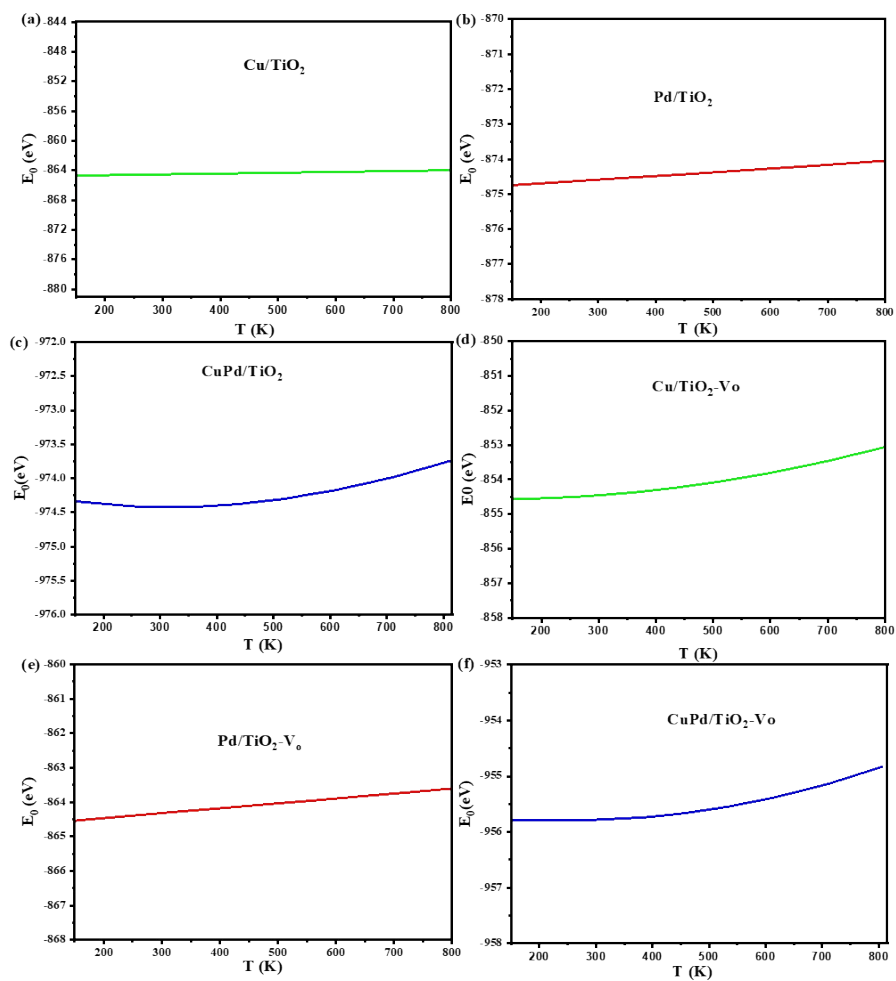 (a)
Cu/TiO₂
E₀ (eV)
-844
-848
-852
-856
-860
-864
-868
-872
-876
-880
200 300 400 500 600 700 800
T (K)
(b)
Pd/TiO₂
E₀ (eV)
-870
-871
-872
-873
-874
-875
-876
-877
-878
200 300 400 500 600 700 800
T (K)
(c)
CuPd/TiO₂
E₀(eV)
-972.0
-972.5
-973.0
-973.5
-974.0
-974.5
-975.0
-975.5
-976.0
200 300 400 500 600 700 800
T (K)
(d)
Cu/TiO₂-Vo
E0 (eV)
-850
-851
-852
-853
-854
-855
-856
-857
-858
200 300 400 500 600 700 800
T (K)
(e)
Pd/TiO₂-Vₒ
E₀ (eV)
-860
-861
-862
-863
-864
-865
-866
-867
-868
200 300 400 500 600 700 800
T (K)
(f)
CuPd/TiO₂-Vo
E₀ (eV)
-953
-954
-955
-956
-957
-958
200 300 400 500 600 700 800
T (K)